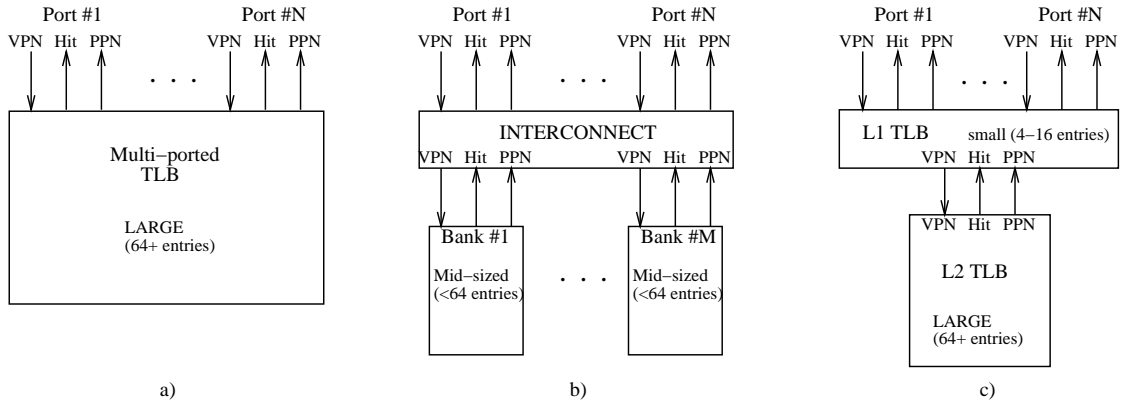 Port #1 Port #N
VPN Hit PPN VPN Hit PPN
. . .
Multi−ported
TLB
LARGE
(64+ entries)
a)
Port #1 Port #N
VPN Hit PPN VPN Hit PPN
. . .
INTERCONNECT
VPN Hit PPN VPN Hit PPN
Bank #1 Bank #M
Mid−sized
(<64 entries)
. . .
Mid−sized
(<64 entries)
b)
Port #1 Port #N
VPN Hit PPN VPN Hit PPN
. . .
L1 TLB small (4−16 entries)
VPN Hit PPN
VPN Hit PPN
L2 TLB
LARGE
(64+ entries)
c)